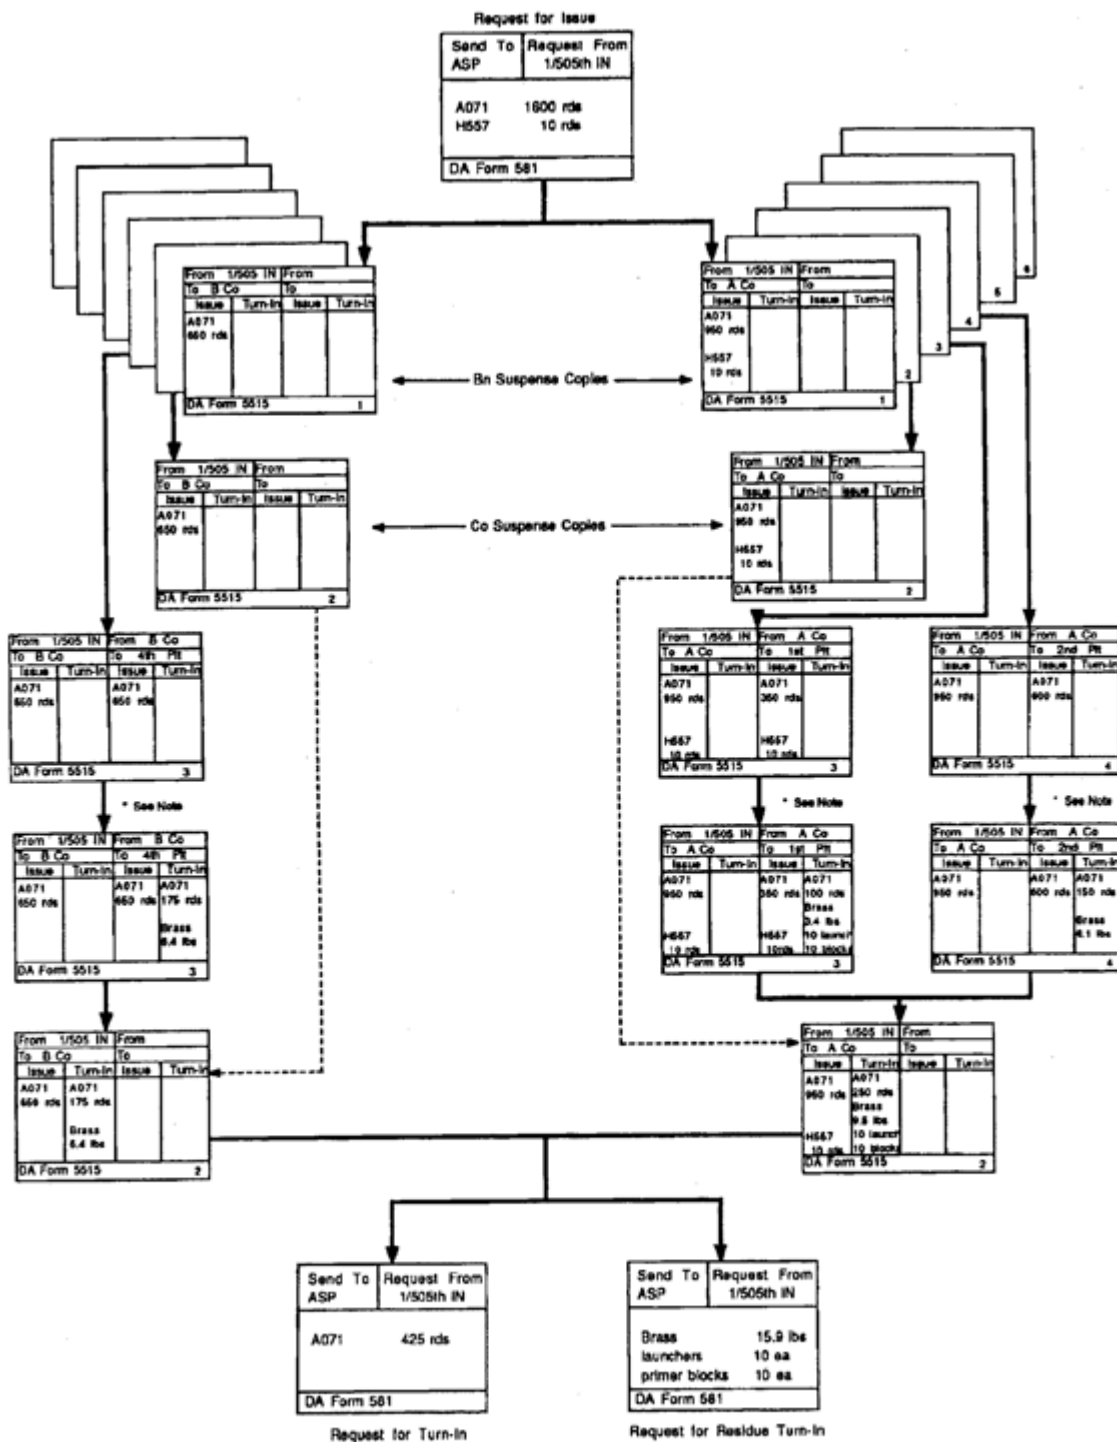 Request for Issue
Send To Request From
ASP 1/505th IN
A071 1600 rds
H557 10 rds
DA Form 581
6
5
4
3
2
From 1/505 IN From
To B Co To
Issue Turn-In Issue Turn-In
A071
650 rds
DA Form 5515 1
From 1/505 IN From
To A Co To
Issue Turn-In Issue Turn-In
A071
950 rds
H557
10 rds
DA Form 5515 1
Bn Suspense Copies
From 1/505 IN From
To B Co To
Issue Turn-In Issue Turn-In
A071
650 rds
DA Form 5515 2
From 1/505 IN From
To A Co To
Issue Turn-In Issue Turn-In
A071
950 rds
H557
10 rds
DA Form 5515 2
Co Suspense Copies
From 1/505 IN From B Co
To B Co To 4th Plt
Issue Turn-In Issue Turn-In
A071 A071
650 rds 650 rds
DA Form 5515 3
From 1/505 IN From A Co
To A Co To 1st Plt
Issue Turn-In Issue Turn-In
A071 A071
950 rds 350 rds
H557 H557
10 rds 10 rds
DA Form 5515 3
From 1/505 IN From A Co
To A Co To 2nd Plt
Issue Turn-In Issue Turn-In
A071 A071
950 rds 600 rds
DA Form 5515 4
* See Note
* See Note
* See Note
From 1/505 IN From B Co
To B Co To 4th Plt
Issue Turn-In Issue Turn-In
A071 A071 A071
650 rds 650 rds 175 rds
Brass
6.4 lbs
DA Form 5515 3
From 1/505 IN From A Co
To A Co To 1st Plt
Issue Turn-In Issue Turn-In
A071 A071 A071
950 rds 350 rds 100 rds
Brass
3.4 lbs
H557 H557 10 launch
10 rds 10rds 10 blocks
DA Form 5515 3
From 1/505 IN From A Co
To A Co To 2nd Plt
Issue Turn-In Issue Turn-In
A071 A071 A071
950 rds 600 rds 150 rds
Brass
6.1 lbs
DA Form 5515 4
From 1/505 IN From
To B Co To
Issue Turn-In Issue Turn-In
A071 A071
650 rds 175 rds
Brass
6.4 lbs
DA Form 5515 2
From 1/505 IN From
To A Co To
Issue Turn-In Issue Turn-In
A071 A071
950 rds 250 rds
Brass
9.5 lbs
H557 10 launch
10 rds 10 blocks
DA Form 5515 2
Send To Request From
ASP 1/505th IN
A071 425 rds
DA Form 581
Request for Turn-In
Send To Request From
ASP 1/505th IN
Brass 15.9 lbs
launchers 10 ea
primer blocks 10 ea
DA Form 581
Request for Residue Turn-In